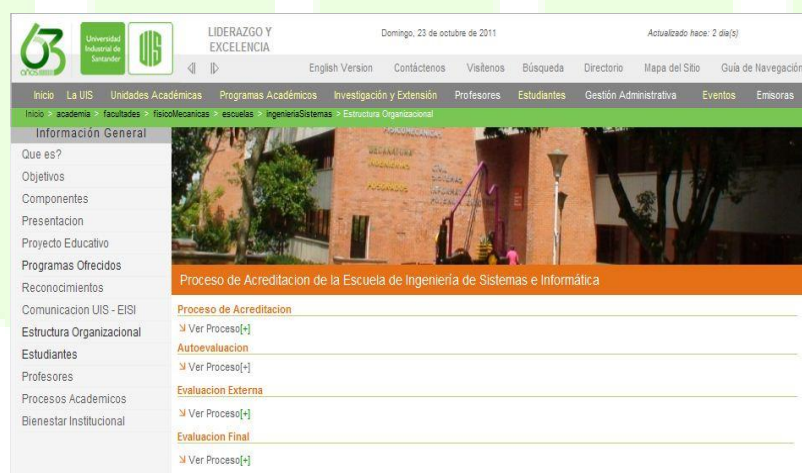 63
años
Universidad
Industrial de
Santander
UIS
LIDERAZGO Y
EXCELENCIA
Domingo, 23 de octubre de 2011
Actualizado hace: 2 dia(s)
English Version Contáctenos Visítenos Búsqueda Directorio Mapa del Sitio Guía de Navegación
Inicio La UIS Unidades Académicas Programas Académicos Investigación y Extensión Profesores Estudiantes Gestión Administrativa Eventos Emisoras
Inicio > academia > facultades > fisicoMecanicas > escuelas > ingenieriaSistemas > Estructura Organizacional
Información General
Que es?
Objetivos
Componentes
Presentacion
Proyecto Educativo
Programas Ofrecidos
Reconocimientos
Comunicacion UIS - EISI
Estructura Organizacional
Estudiantes
Profesores
Procesos Academicos
Bienestar Institucional
Proceso de Acreditacion de la Escuela de Ingeniería de Sistemas e Informática
Proceso de Acreditacion
Ver Proceso[+]
Autoevaluacion
Ver Proceso[+]
Evaluacion Externa
Ver Proceso[+]
Evaluacion Final
Ver Proceso[+]